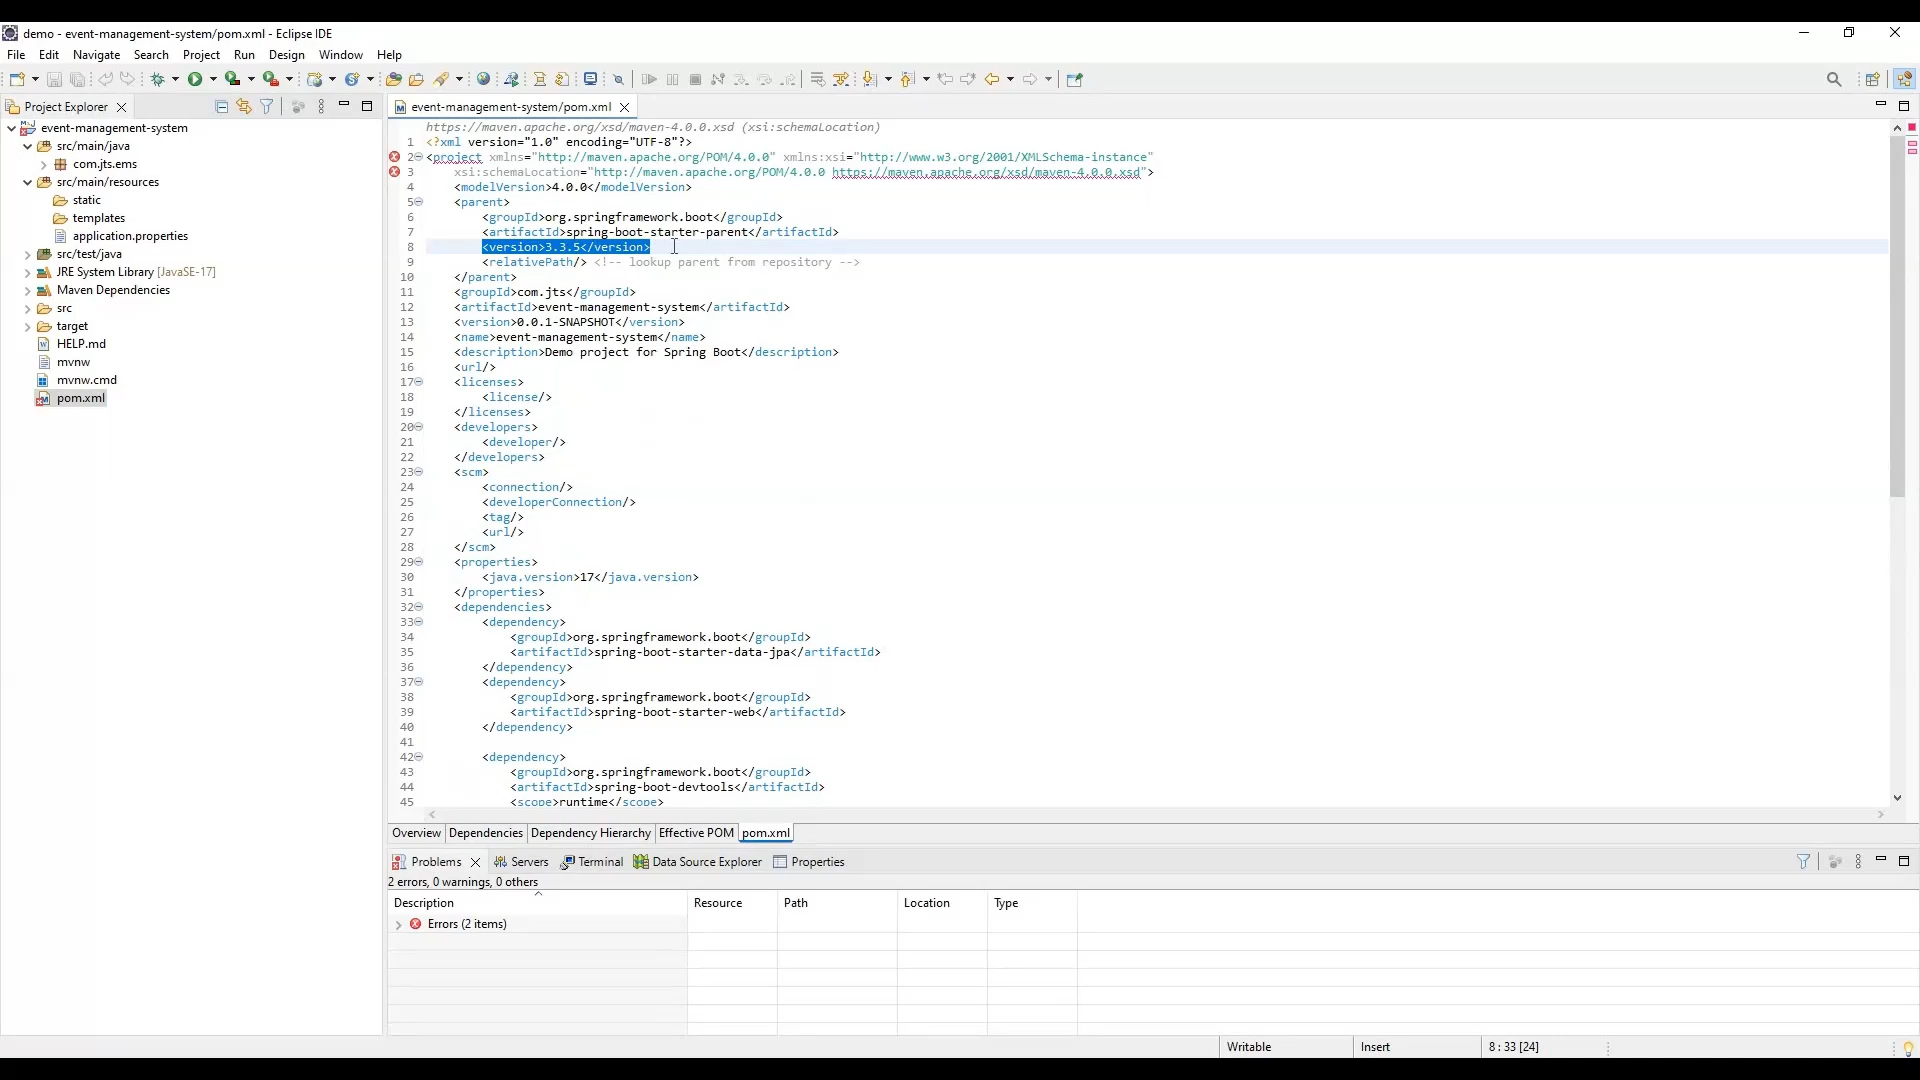 demo - event-management-system/pom.xml - Eclipse IDE
File Edit Navigate Search Project Run Design Window Help
Project Explorer
event-management-system
src/main/java
com.jts.ems
src/main/resources
static
templates
application.properties
src/test/java
JRE System Library [JavaSE-17]
Maven Dependencies
src
target
HELP.md
mvnw
mvnw.cmd
pom.xml
event-management-system/pom.xml
https://maven.apache.org/xsd/maven-4.0.0.xsd (xsi:schemaLocation)
1 <?xml version="1.0" encoding="UTF-8"?>
2 <project xmlns="http://maven.apache.org/POM/4.0.0" xmlns:xsi="http://www.w3.org/2001/XMLSchema-instance"
3 xsi:schemaLocation="http://maven.apache.org/POM/4.0.0 https://maven.apache.org/xsd/maven-4.0.0.xsd">
4 <modelVersion>4.0.0</modelVersion>
5 <parent>
6 <groupId>org.springframework.boot</groupId>
7 <artifactId>spring-boot-starter-parent</artifactId>
8 <version>3.3.5</version>
9 <relativePath/> <!-- lookup parent from repository -->
10 </parent>
11 <groupId>com.jts</groupId>
12 <artifactId>event-management-system</artifactId>
13 <version>0.0.1-SNAPSHOT</version>
14 <name>event-management-system</name>
15 <description>Demo project for Spring Boot</description>
16 <url/>
17 <licenses>
18 <license/>
19 </licenses>
20 <developers>
21 <developer/>
22 </developers>
23 <scm>
24 <connection/>
25 <developerConnection/>
26 <tag/>
27 <url/>
28 </scm>
29 <properties>
30 <java.version>17</java.version>
31 </properties>
32 <dependencies>
33 <dependency>
34 <groupId>org.springframework.boot</groupId>
35 <artifactId>spring-boot-starter-data-jpa</artifactId>
36 </dependency>
37 <dependency>
38 <groupId>org.springframework.boot</groupId>
39 <artifactId>spring-boot-starter-web</artifactId>
40 </dependency>
41
42 <dependency>
43 <groupId>org.springframework.boot</groupId>
44 <artifactId>spring-boot-devtools</artifactId>
45 <scope>runtime</scope>
Overview Dependencies Dependency Hierarchy Effective POM pom.xml
Problems Servers Terminal Data Source Explorer Properties
2 errors, 0 warnings, 0 others
Description Resource Path Location Type
Errors (2 items)
Writable Insert 8 : 33 [24]